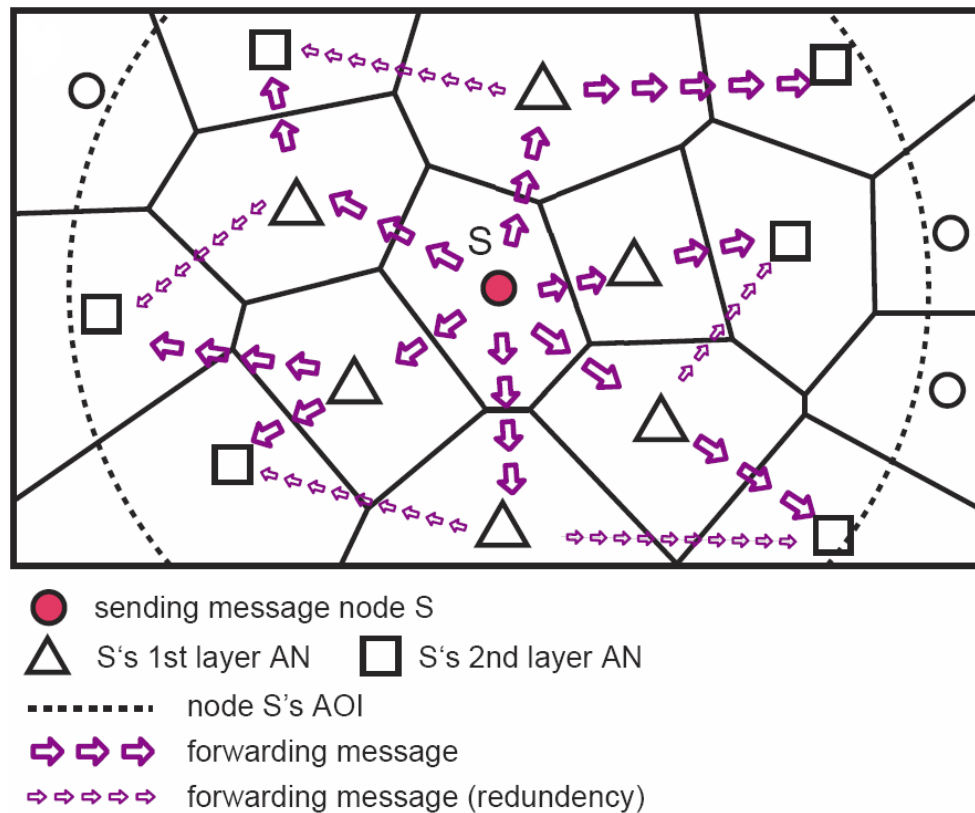 S
sending message node S
S's 1st layer AN
S's 2nd layer AN
node S's AOI
forwarding message
forwarding message (redundency)